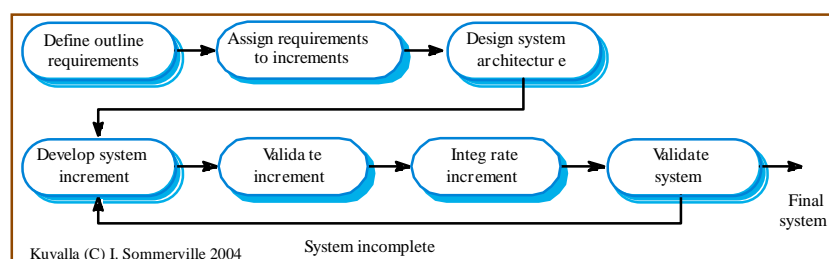 Define outline
requirements
Assign requirements
to increments
Design system
architectur e
Develop system
increment
Valida te
increment
Integ rate
increment
Validate
system
Final
system
System incomplete
Kuvalla (C) I. Sommerville 2004